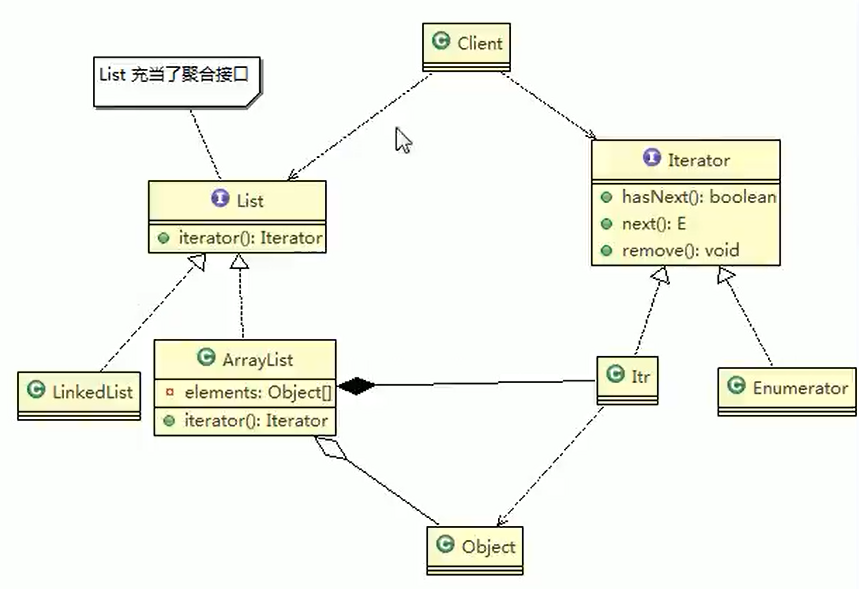 Client
List 充当了聚合接口
Iterator
hasNext(): boolean
next(): E
remove(): void
List
iterator(): Iterator
ArrayList
elements: Object[]
iterator(): Iterator
LinkedList
Itr
Enumerator
Object